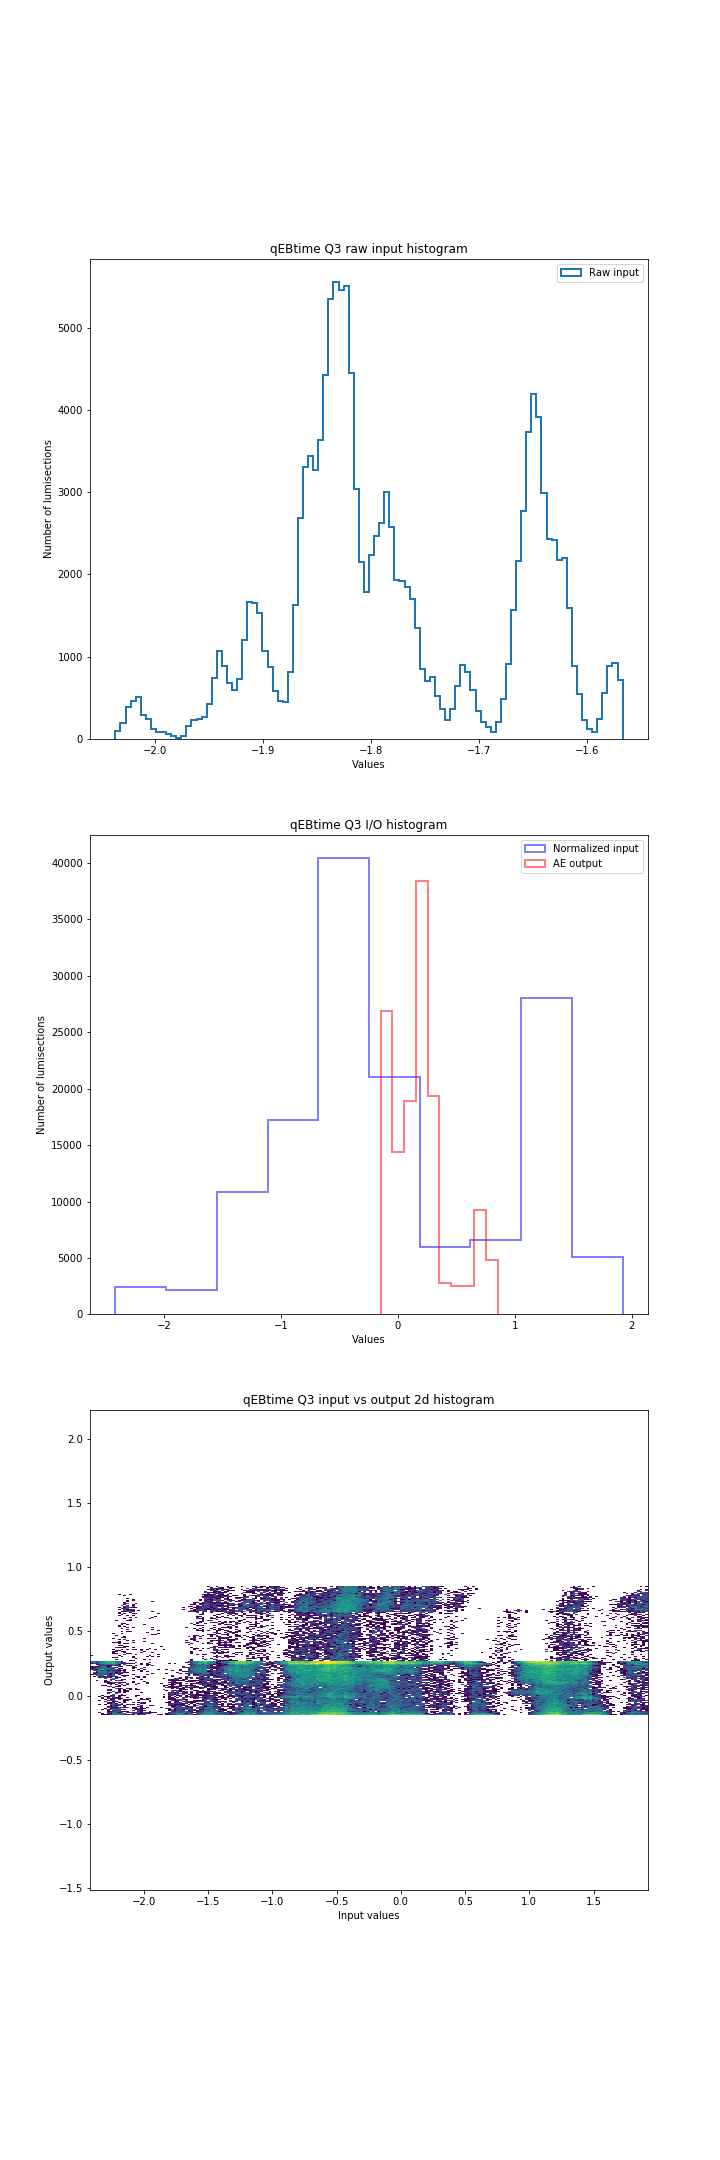 qEBtime Q3 raw input histogram
Raw input
5000
4000
3000
2000
1000
0
Number of lumisections
−2.0 −1.9 −1.8 −1.7 −1.6
Values
qEBtime Q3 I/O histogram
Normalized input
AE output
40000
35000
30000
25000
20000
15000
10000
5000
0
Number of lumisections
−2 −1 0 1 2
Values
qEBtime Q3 input vs output 2d histogram
2.0
1.5
1.0
0.5
0.0
−0.5
−1.0
−1.5
Output values
−2.0 −1.5 −1.0 −0.5 0.0 0.5 1.0 1.5
Input values